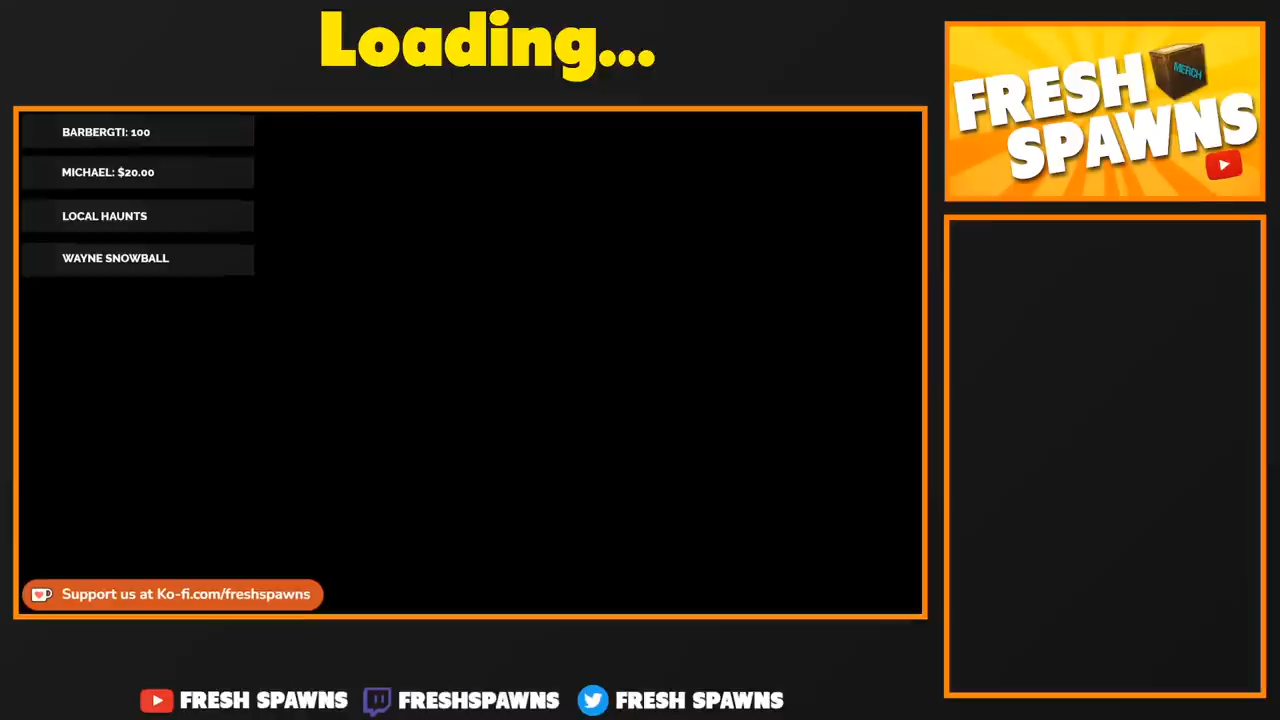 Loading...
BARBERGTI: 100
MICHAEL: $20.00
LOCAL HAUNTS
WAYNE SNOWBALL
Support us at Ko-fi.com/freshspawns
FRESH SPAWNS
FRESHSPAWNS
FRESH SPAWNS
FRESH
MERCH
SPAWNS